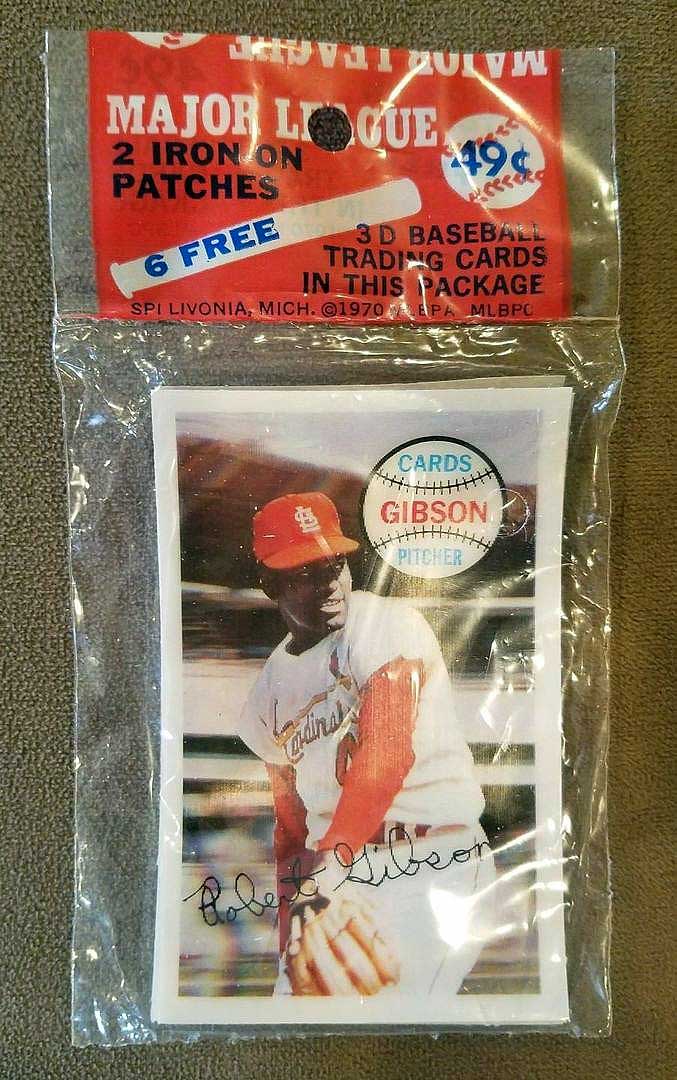 MAJOR LEAGUE
MAJOR LEAGUE
49¢
2 IRON-ON
PATCHES
6 FREE
3D BASEBALL
TRADING CARDS
IN THIS PACKAGE
SPI LIVONIA, MICH. ©1970 MLBPC
CARDS
GIBSON
PITCHER
Cardinals
Robert Gibson